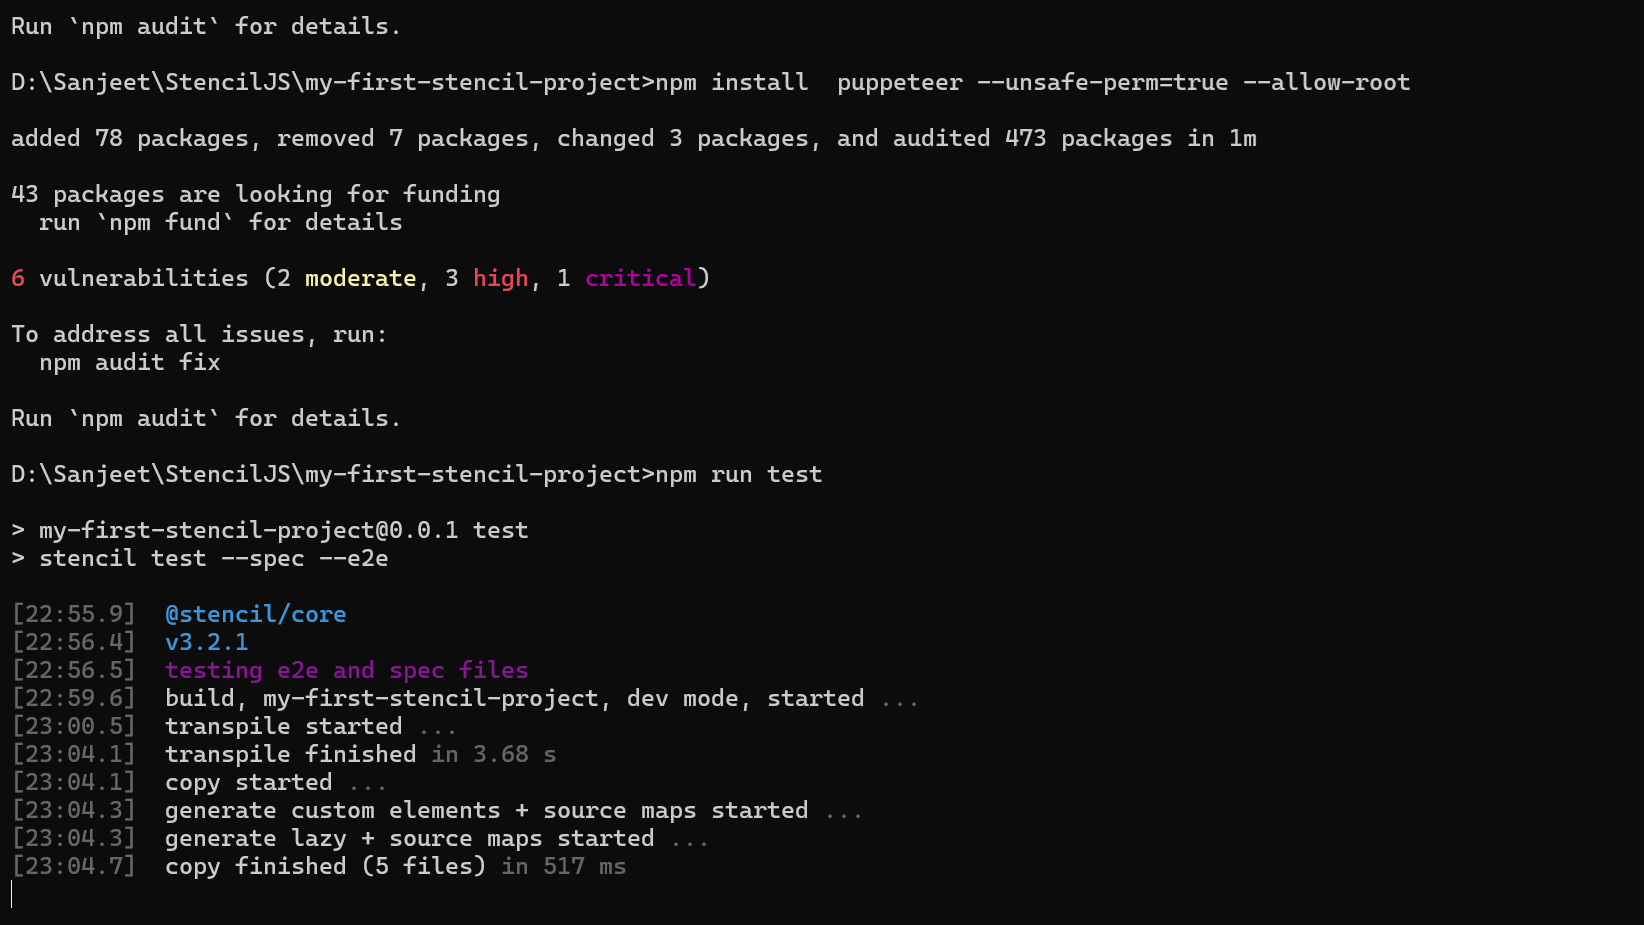 Run `npm audit` for details.
D:\Sanjeet\StencilJS\my-first-stencil-project>npm install  puppeteer --unsafe-perm=true --allow-root
added 78 packages, removed 7 packages, changed 3 packages, and audited 473 packages in 1m
43 packages are looking for funding
  run `npm fund` for details
6 vulnerabilities (2 moderate, 3 high, 1 critical)
To address all issues, run:
  npm audit fix
Run `npm audit` for details.
D:\Sanjeet\StencilJS\my-first-stencil-project>npm run test
> my-first-stencil-project@0.0.1 test
> stencil test --spec --e2e
[22:55.9]  @stencil/core
[22:56.4]  v3.2.1
[22:56.5]  testing e2e and spec files
[22:59.6]  build, my-first-stencil-project, dev mode, started ...
[23:00.5]  transpile started ...
[23:04.1]  transpile finished in 3.68 s
[23:04.1]  copy started ...
[23:04.3]  generate custom elements + source maps started ...
[23:04.3]  generate lazy + source maps started ...
[23:04.7]  copy finished (5 files) in 517 ms